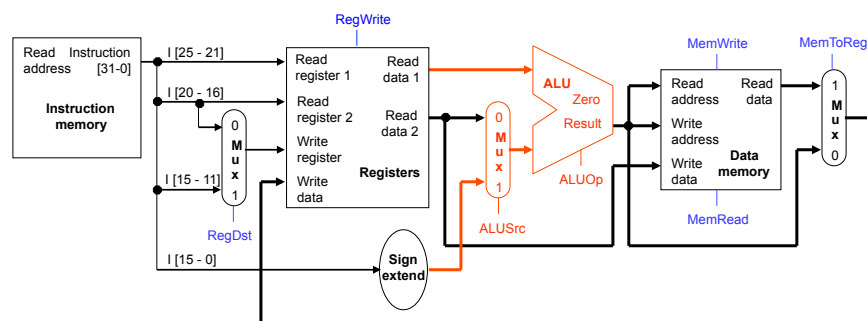 RegWrite
MemWrite
MemToReg
Read Instruction
address [31-0]
Instruction
memory
I [25 - 21]
I [20 - 16]
I [15 - 11]
I [15 - 0]
0
M
u
x
1
RegDst
Read
register 1
Read
register 2
Write
register
Write
data
Read
data 1
Read
data 2
Registers
Sign
extend
0
M
u
x
1
ALUSrc
ALU
Zero
Result
ALUOp
Read
address
Write
address
Write
data
Read
data
Data
memory
MemRead
1
M
u
x
0